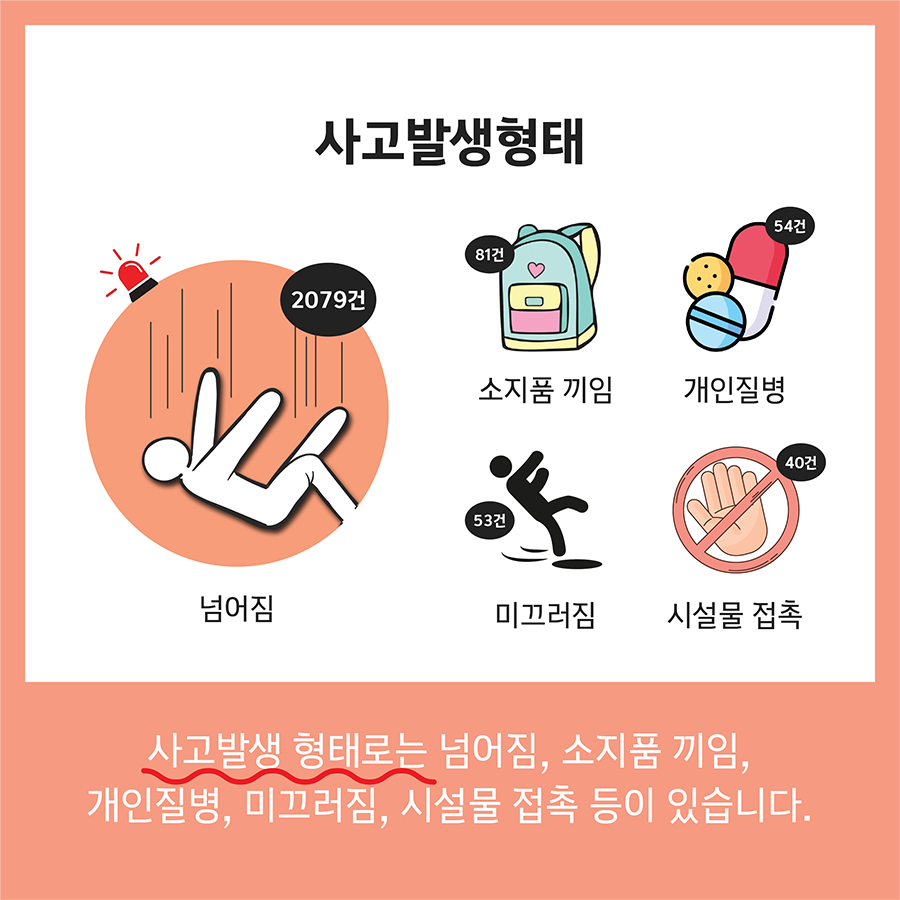 사고발생형태
2079건
넘어짐
81건
소지품 끼임
54건
개인질병
53건
미끄러짐
40건
시설물 접촉
사고발생 형태로는 넘어짐, 소지품 끼임,
개인질병, 미끄러짐, 시설물 접촉 등이 있습니다.